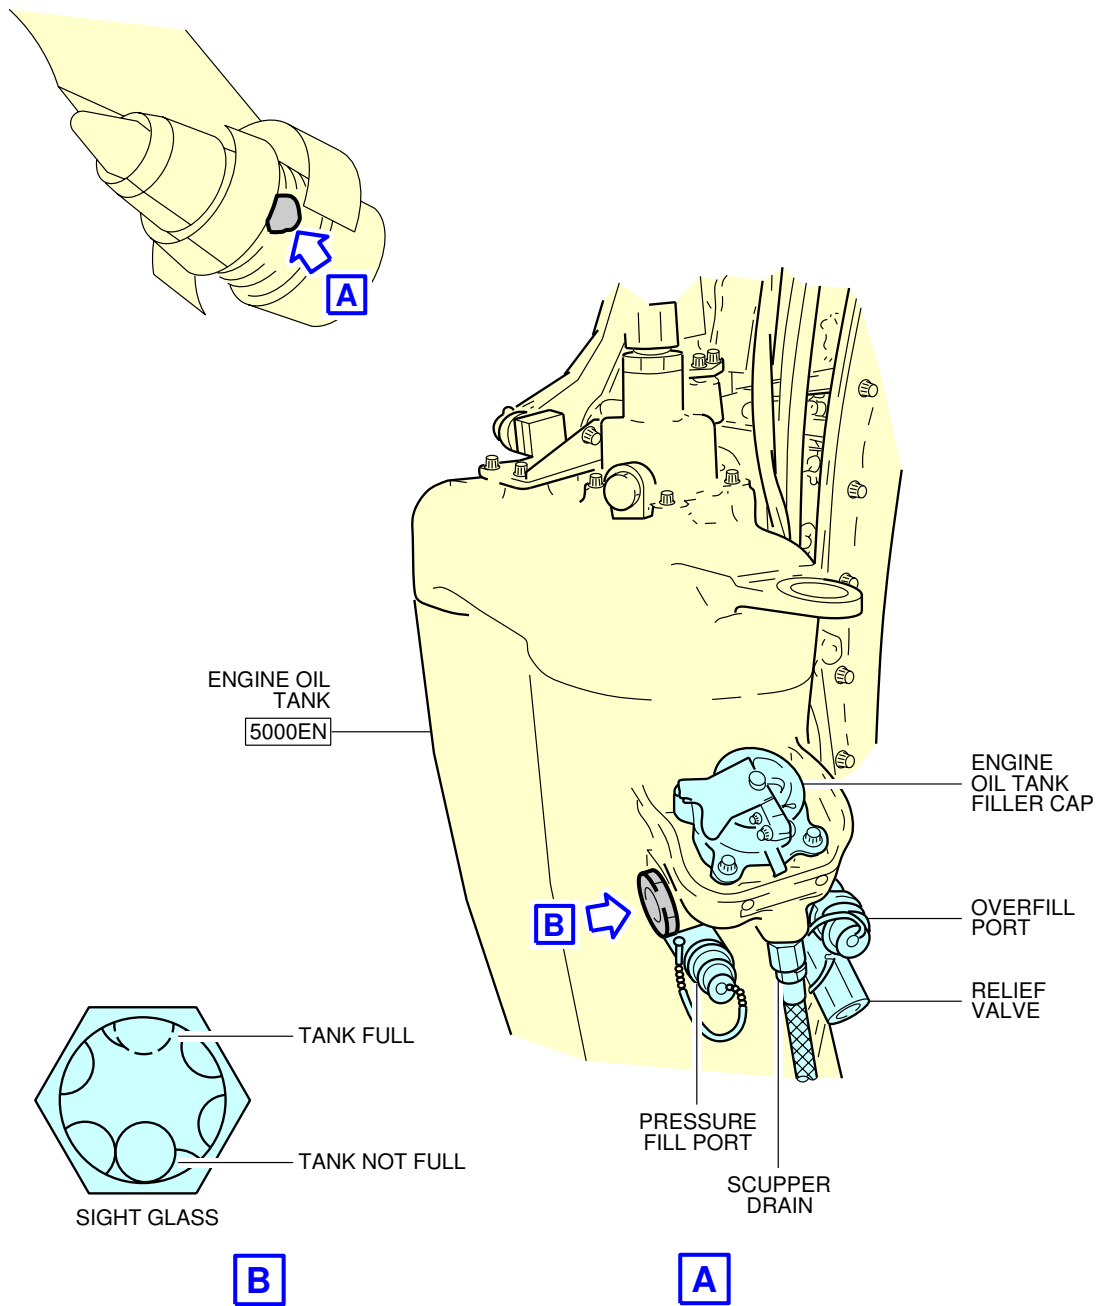 A
ENGINE OIL
TANK
5000EN
ENGINE
OIL TANK
FILLER CAP
B
OVERFILL
PORT
RELIEF
VALVE
TANK FULL
PRESSURE
FILL PORT
TANK NOT FULL
SCUPPER
DRAIN
SIGHT GLASS
B
A